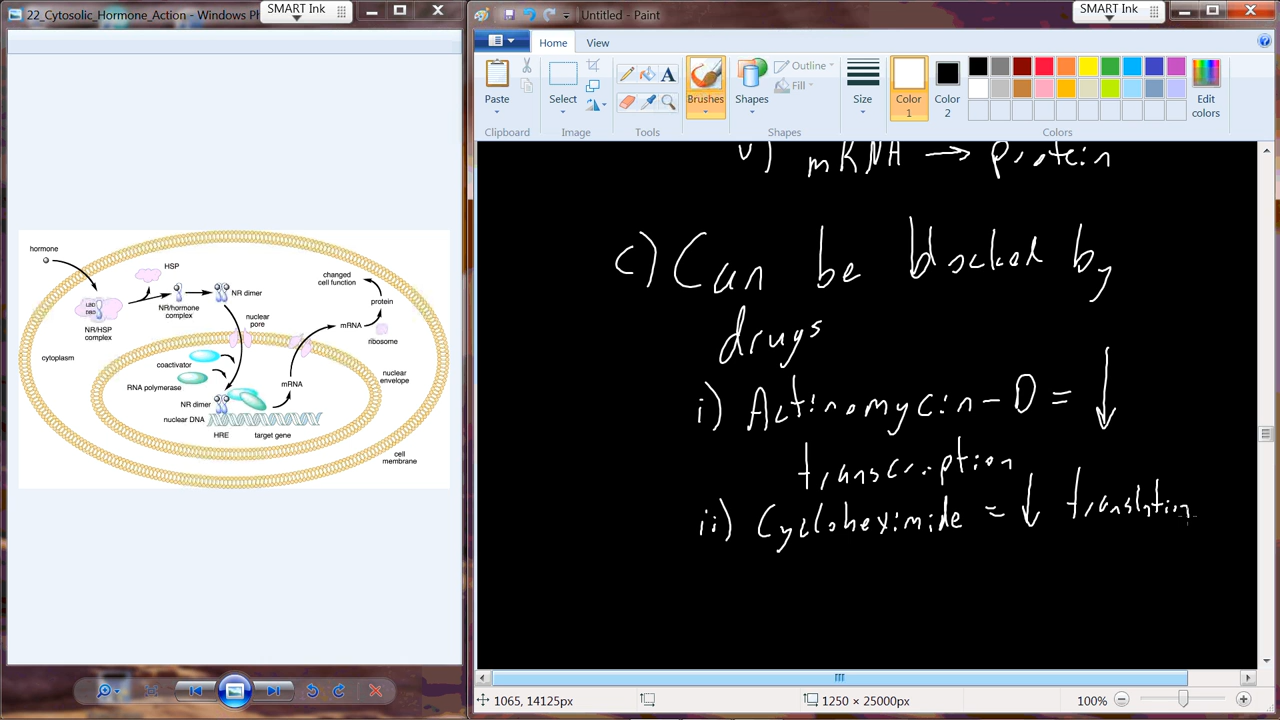 22_Cytosolic_Hormone_Action - Windows Ph
SMART Ink
Untitled - Paint
SMART Ink
Home
View
Paste
Select
Brushes
Shapes
Outline
Fill
Size
Color
1
Color
2
Edit
colors
Clipboard
Image
Tools
Shapes
Colors
v) mRNA → protein
c) Can be blocked by
drugs
i) Actinomycin-D = ↓
transcription
ii) Cycloheximide = ↓ translation
hormone
HSP
LBD
DBD
NR/HSP
complex
NR/hormone
complex
NR dimer
changed
cell function
protein
mRNA
ribosome
nuclear
pore
cytoplasm
coactivator
RNA polymerase
mRNA
nuclear
envelope
NR dimer
nuclear DNA
HRE
target gene
cell
membrane
1065, 14125px
1250 × 25000px
100%